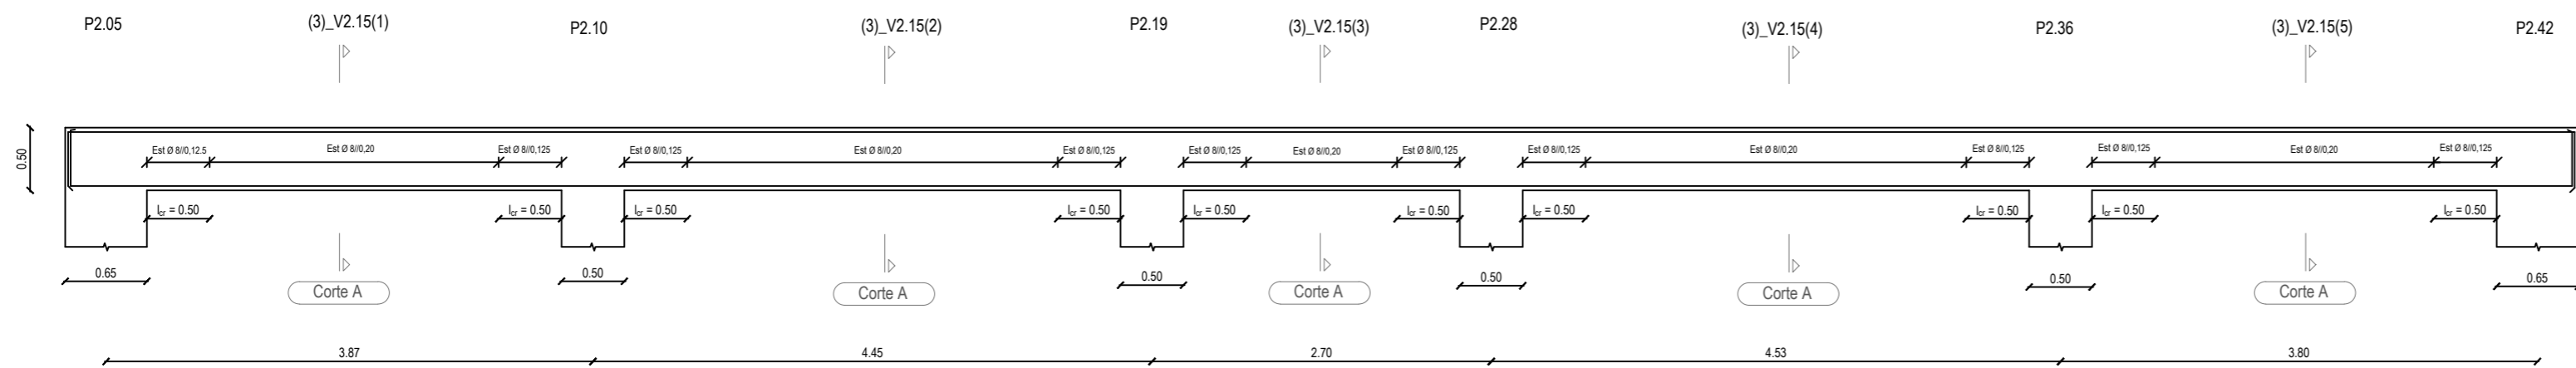 P2.05 (3)_V2.15(1) P2.10 (3)_V2.15(2) P2.19 (3)_V2.15(3) P2.28 (3)_V2.15(4) P2.36 (3)_V2.15(5) P2.42
0.50
Est Ø 8//0,12.5 Est Ø 8//0,20 Est Ø 8//0,125 Est Ø 8//0,125 Est Ø 8//0,20 Est Ø 8//0,125 Est Ø 8//0,125 Est Ø 8//0,20 Est Ø 8//0,125 Est Ø 8//0,125 Est Ø 8//0,20 Est Ø 8//0,125 Est Ø 8//0,125 Est Ø 8//0,20 Est Ø 8//0,125
lcr = 0.50 lcr = 0.50 lcr = 0.50 lcr = 0.50 lcr = 0.50 lcr = 0.50 lcr = 0.50 lcr = 0.50 lcr = 0.50 lcr = 0.50
0.65 0.50 0.50 0.50 0.50 0.65
Corte A Corte A Corte A Corte A Corte A
3.87 4.45 2.70 4.53 3.80